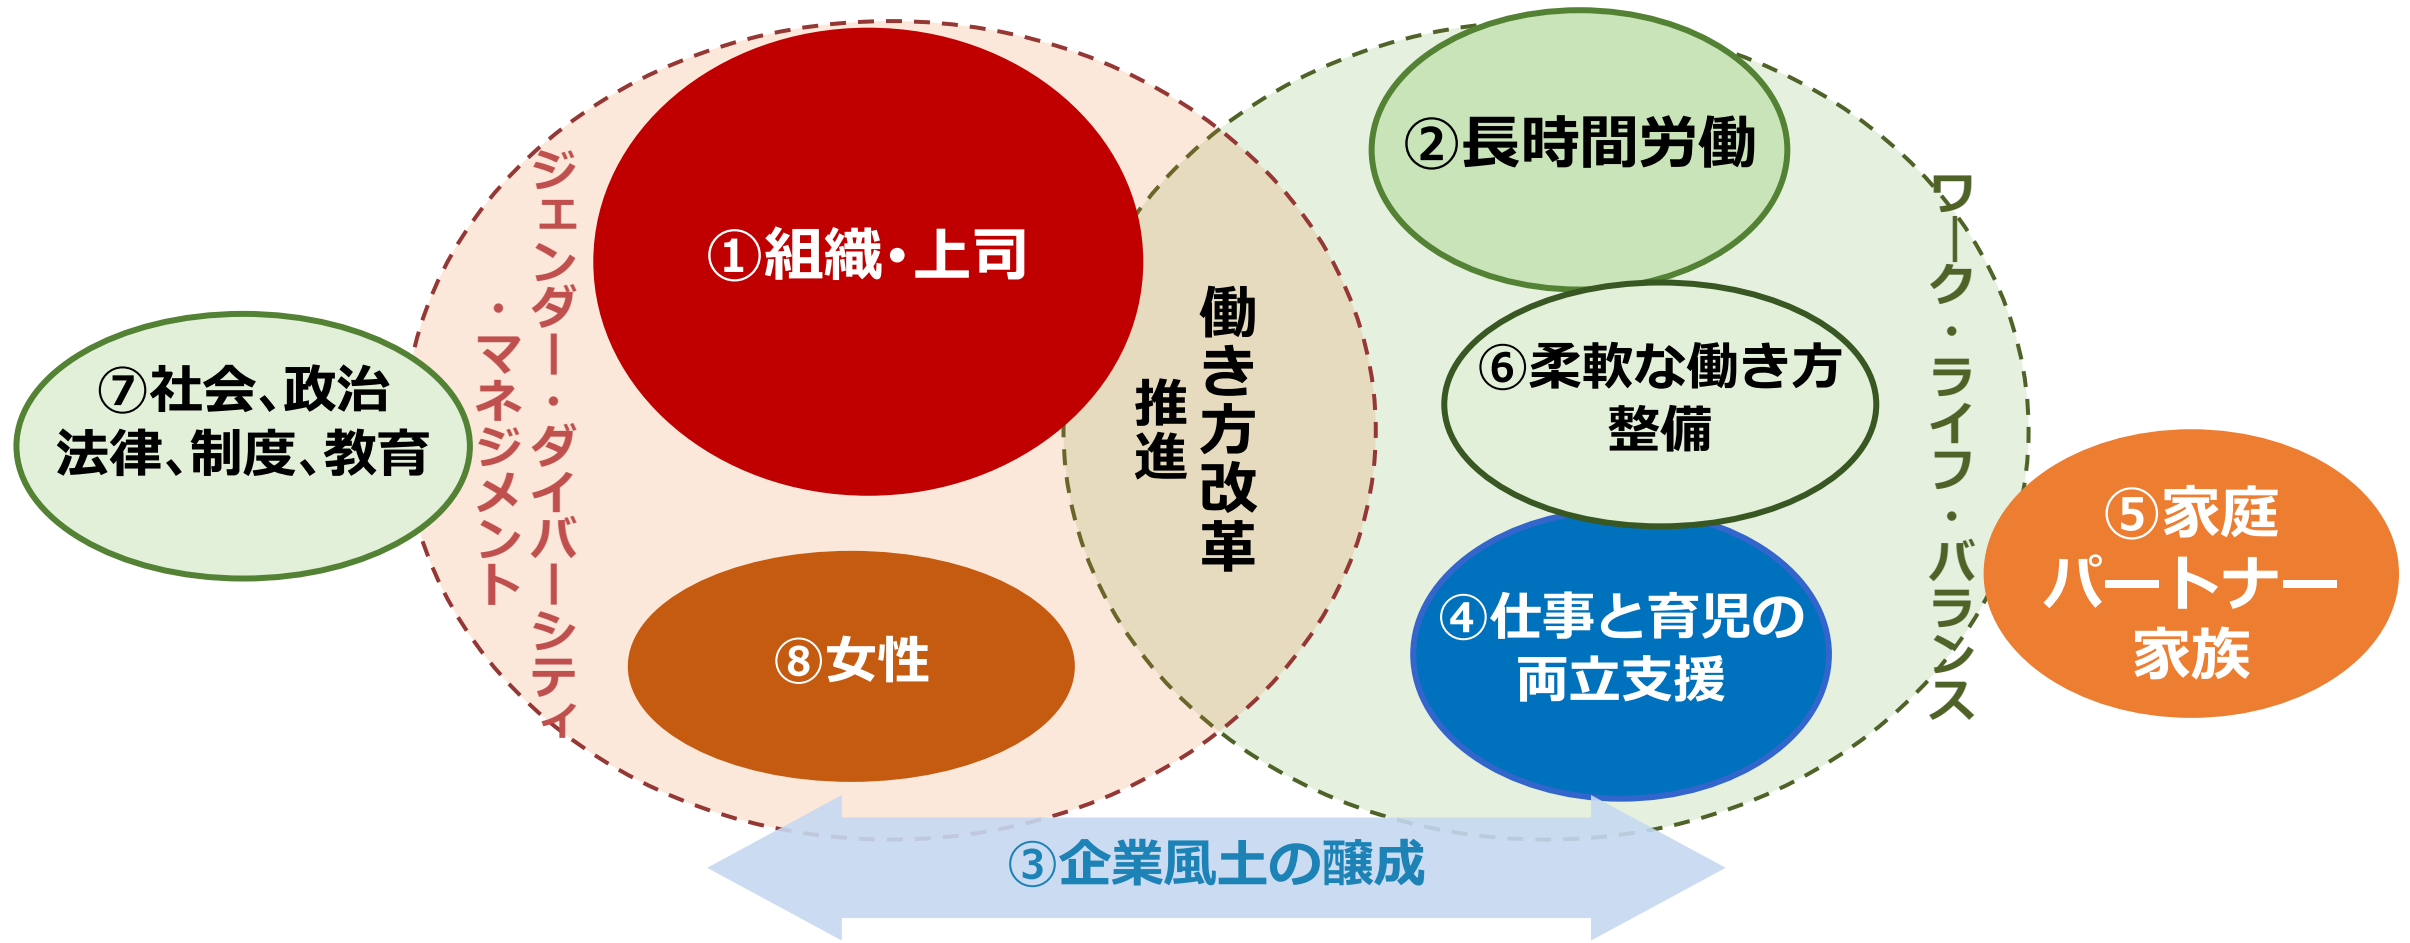 ①組織・上司
②長時間労働
ジェンダー・ダイバーシティ
・マネジメント
ワーク・ライフ・バランス
働き方改革
推進
⑥柔軟な働き方
整備
⑦社会、政治
法律、制度、教育
⑤家庭
パートナー
家族
④仕事と育児の
両立支援
⑧女性
③企業風土の醸成